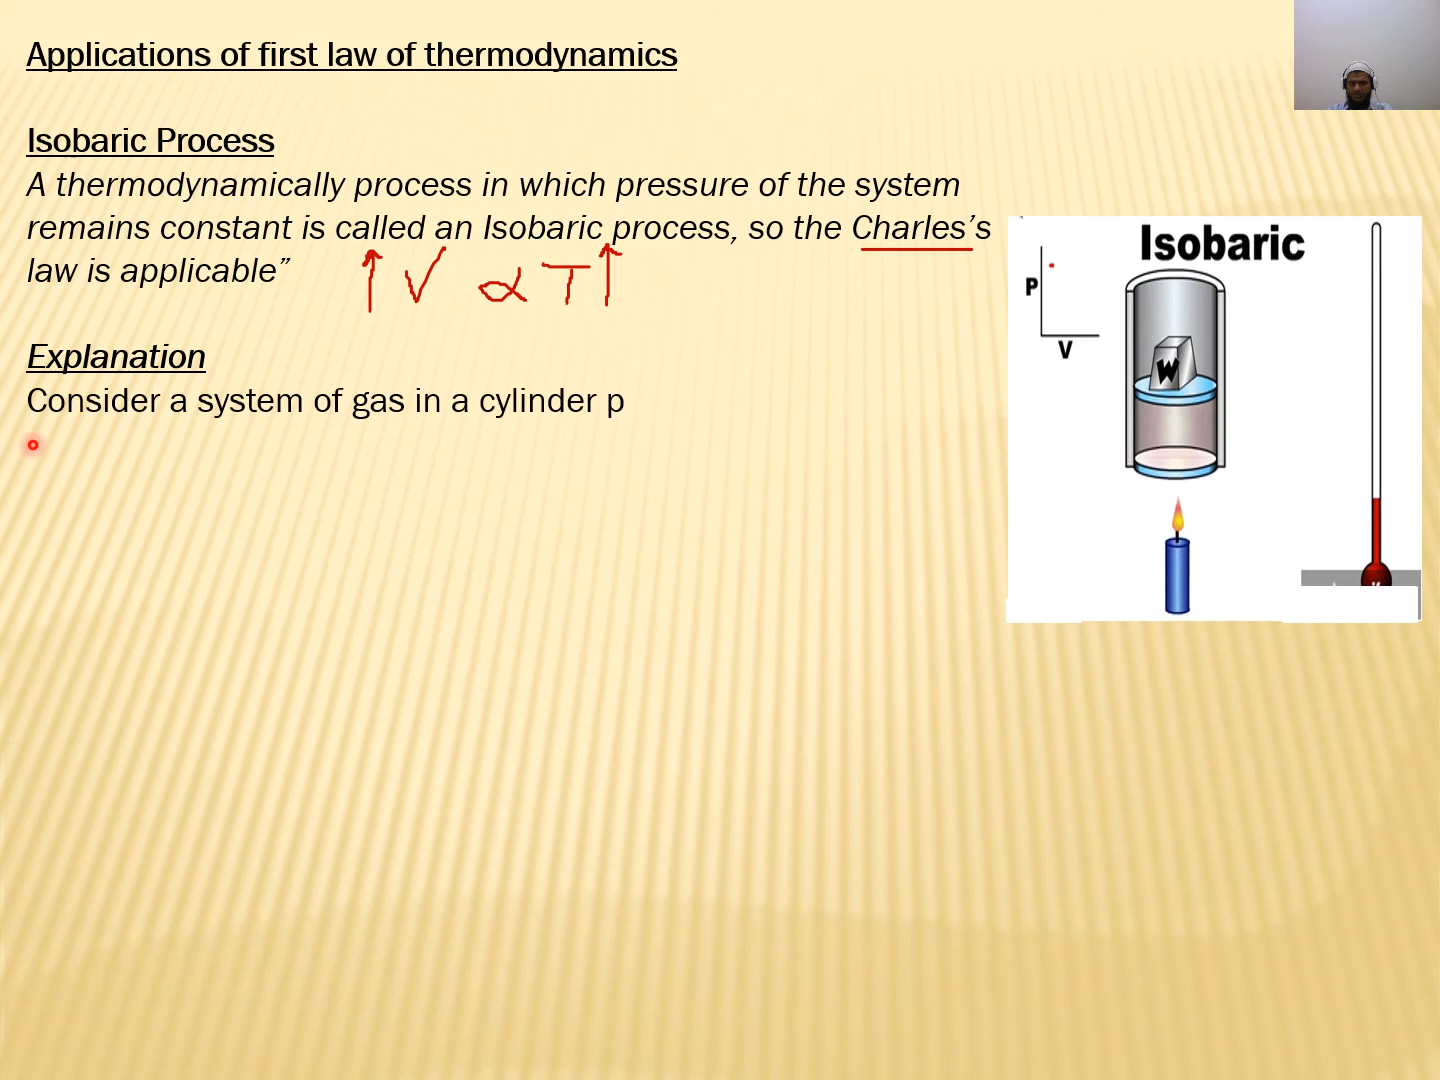 Applications of first law of thermodynamics
Isobaric Process
A thermodynamically process in which pressure of the system
remains constant is called an Isobaric process, so the Charles’s
law is applicable”
↑ V ∝ T ↑
Explanation
Consider a system of gas in a cylinder p
Isobaric
P
V
W